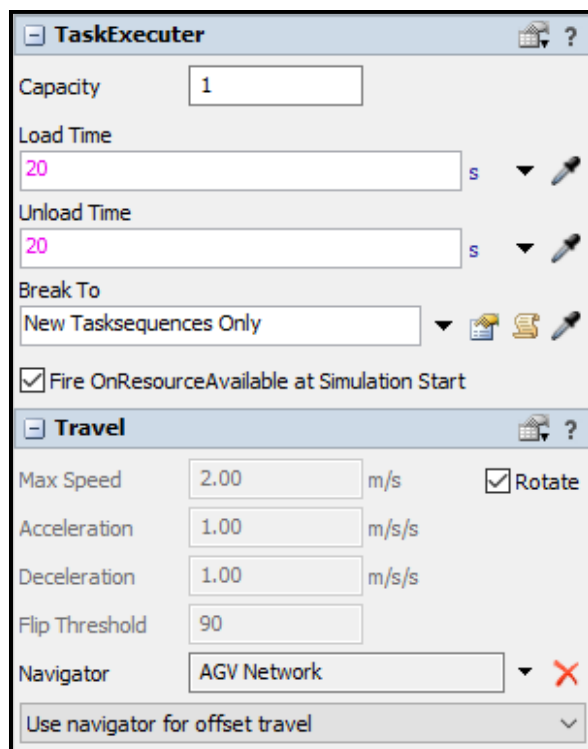 TaskExecuter ?
Capacity 1
Load Time
20 s
Unload Time
20 s
Break To
New Tasksequences Only
Fire OnResourceAvailable at Simulation Start
Travel ?
Max Speed 2.00 m/s Rotate
Acceleration 1.00 m/s/s
Deceleration 1.00 m/s/s
Flip Threshold 90
Navigator AGV Network
Use navigator for offset travel